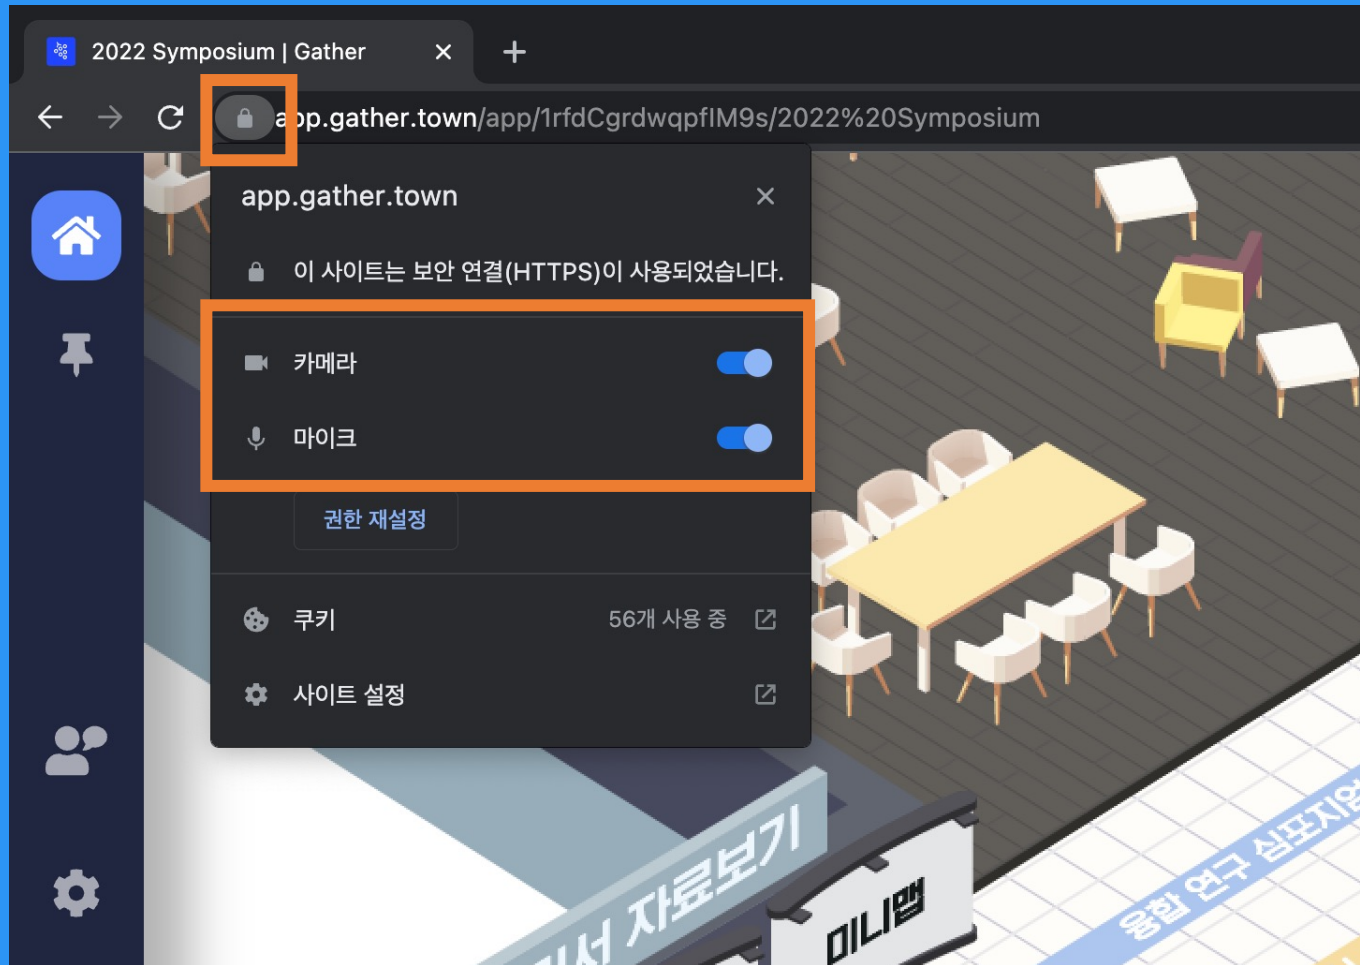 2022 Symposium | Gather
app.gather.town/app/1rfdCgrdwqpfIM9s/2022%20Symposium
app.gather.town
이 사이트는 보안 연결(HTTPS)이 사용되었습니다.
카메라
마이크
권한 재설정
쿠키
56개 사용 중
사이트 설정
자료보기
미니맵
융합 연구 심포지엄